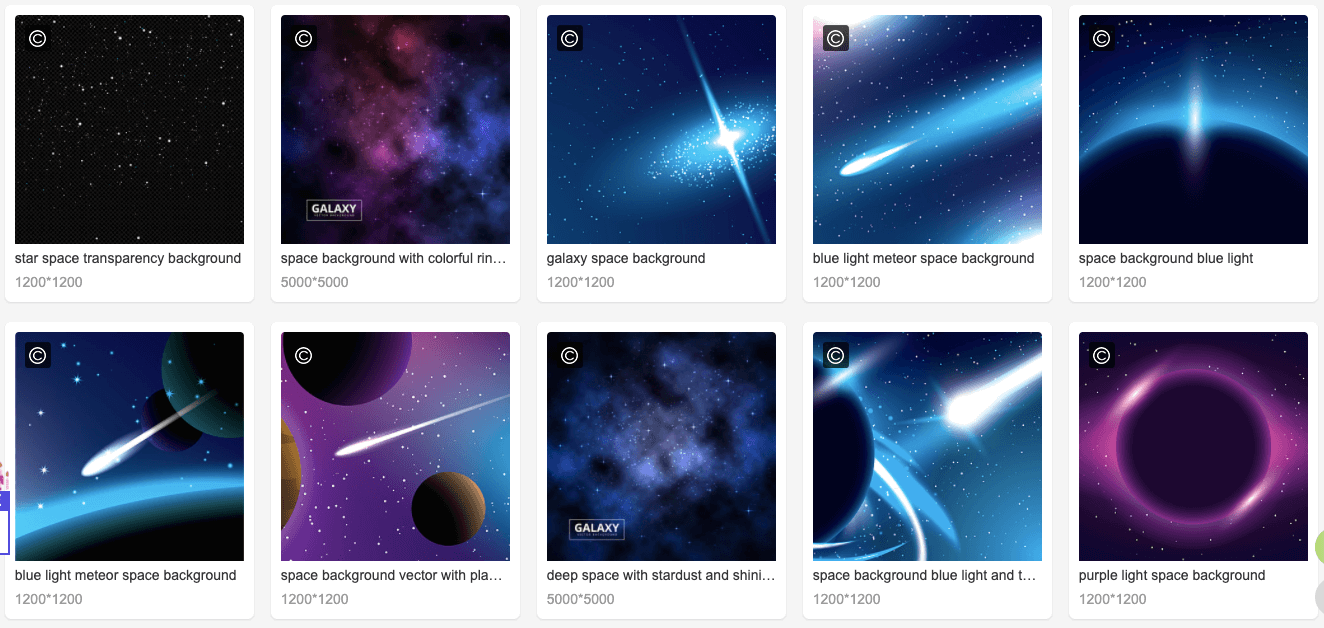 ©
©
©
©
©
GALAXY
star space transparency background
space background with colorful rin...
galaxy space background
blue light meteor space background
space background blue light
1200*1200
5000*5000
1200*1200
1200*1200
1200*1200
©
©
©
©
©
GALAXY
blue light meteor space background
space background vector with pla...
deep space with stardust and shini...
space background blue light and t...
purple light space background
1200*1200
1200*1200
5000*5000
1200*1200
1200*1200